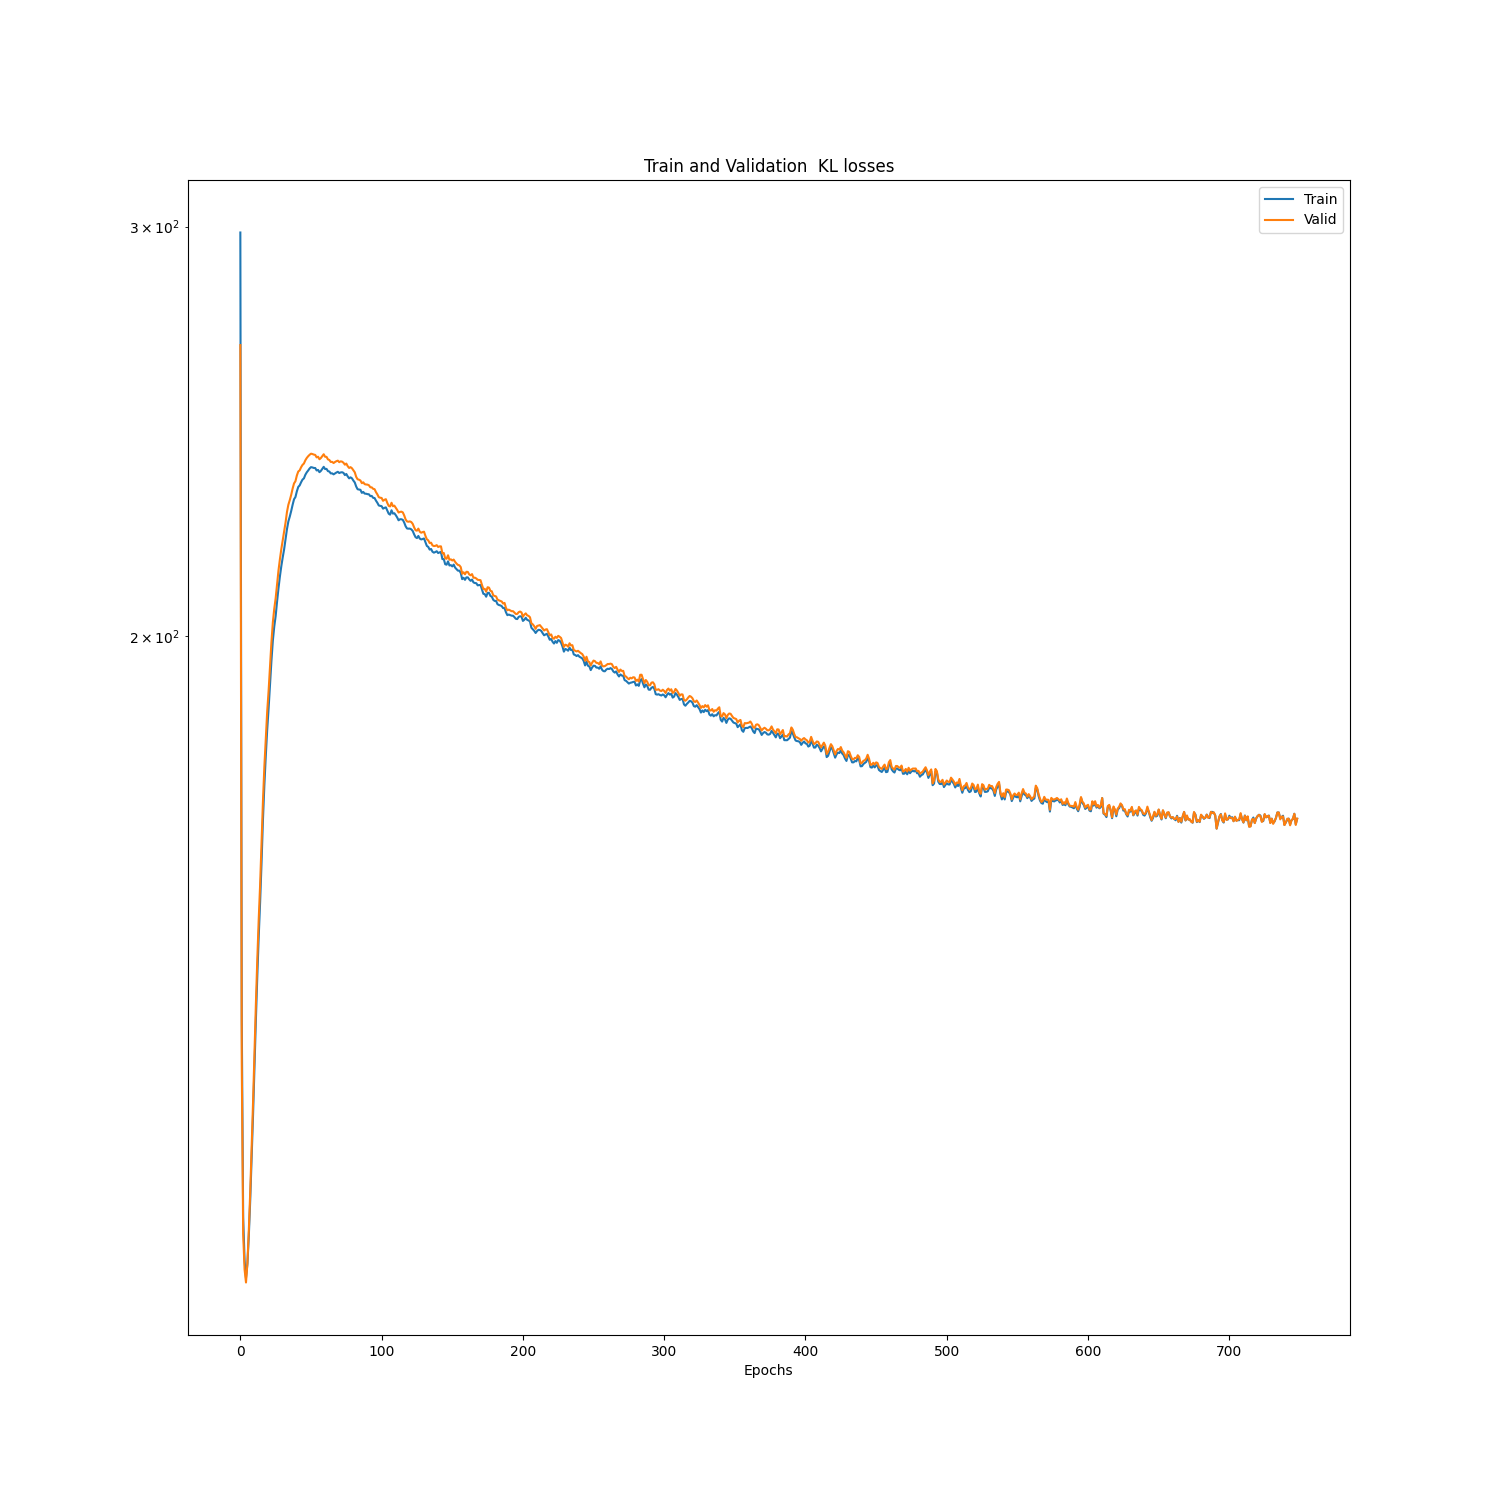 Train and Validation  KL losses
Train
Valid
3 × 10²
2 × 10²
0 100 200 300 400 500 600 700
Epochs